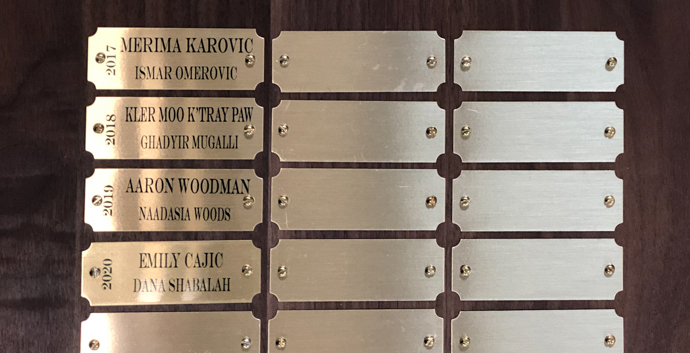 2017
MERIMA KAROVIC
ISMAR OMEROVIC
2018
KLER MOO K'TRAY PAW
GHADYIR MUGALLI
2019
AARON WOODMAN
NAADASIA WOODS
2020
EMILY CAJIC
DANA SHABALAH